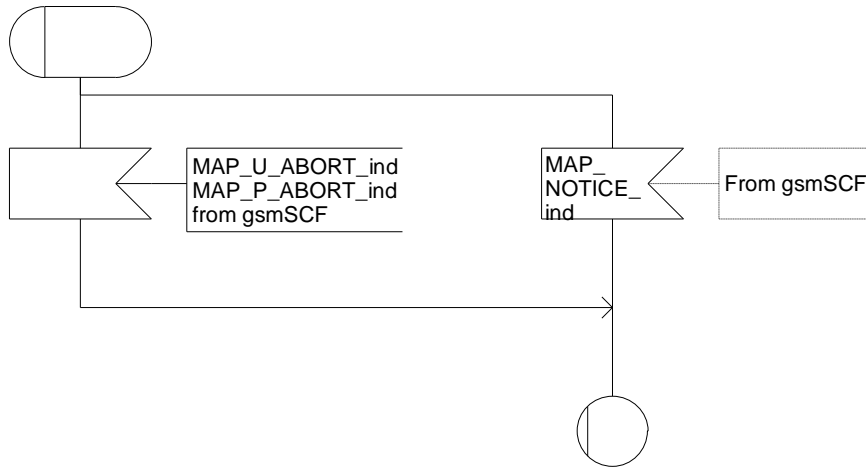 MAP_U_ABORT_ind
MAP_P_ABORT_ind
from gsmSCF
MAP_
NOTICE_
ind
From gsmSCF